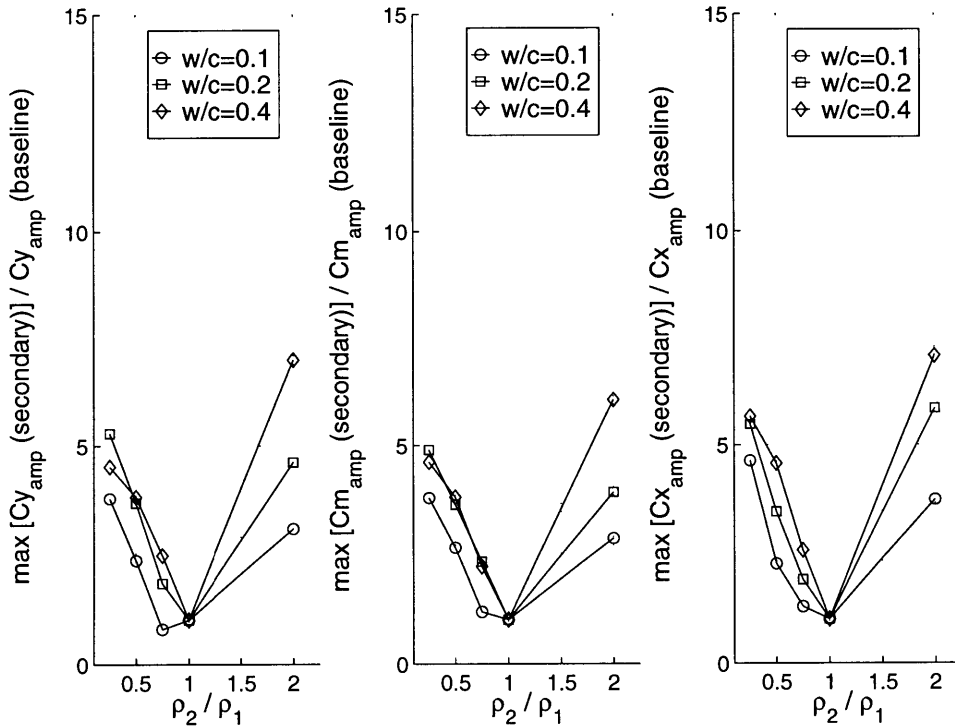 max [Cy_amp (secondary)] / Cy_amp (baseline)
15
10
5
0
w/c=0.1
w/c=0.2
w/c=0.4
0.5 1 1.5 2
ρ2 / ρ1
max [Cm_amp (secondary)] / Cm_amp (baseline)
15
10
5
0
w/c=0.1
w/c=0.2
w/c=0.4
0.5 1 1.5 2
ρ2 / ρ1
max [Cx_amp (secondary)] / Cx_amp (baseline)
15
10
5
0
w/c=0.1
w/c=0.2
w/c=0.4
0.5 1 1.5 2
ρ2 / ρ1